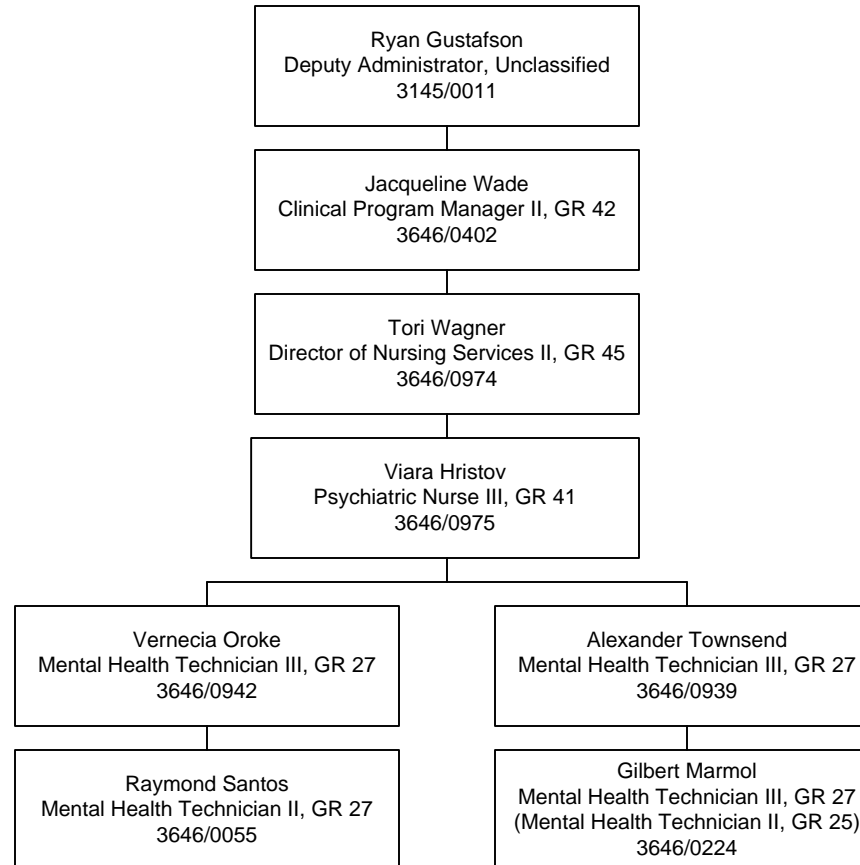 Ryan Gustafson
Deputy Administrator, Unclassified
3145/0011
Jacqueline Wade
Clinical Program Manager II, GR 42
3646/0402
Tori Wagner
Director of Nursing Services II, GR 45
3646/0974
Viara Hristov
Psychiatric Nurse III, GR 41
3646/0975
Vernecia Oroke
Mental Health Technician III, GR 27
3646/0942
Alexander Townsend
Mental Health Technician III, GR 27
3646/0939
Raymond Santos
Mental Health Technician II, GR 27
3646/0055
Gilbert Marmol
Mental Health Technician III, GR 27
(Mental Health Technician II, GR 25)
3646/0224